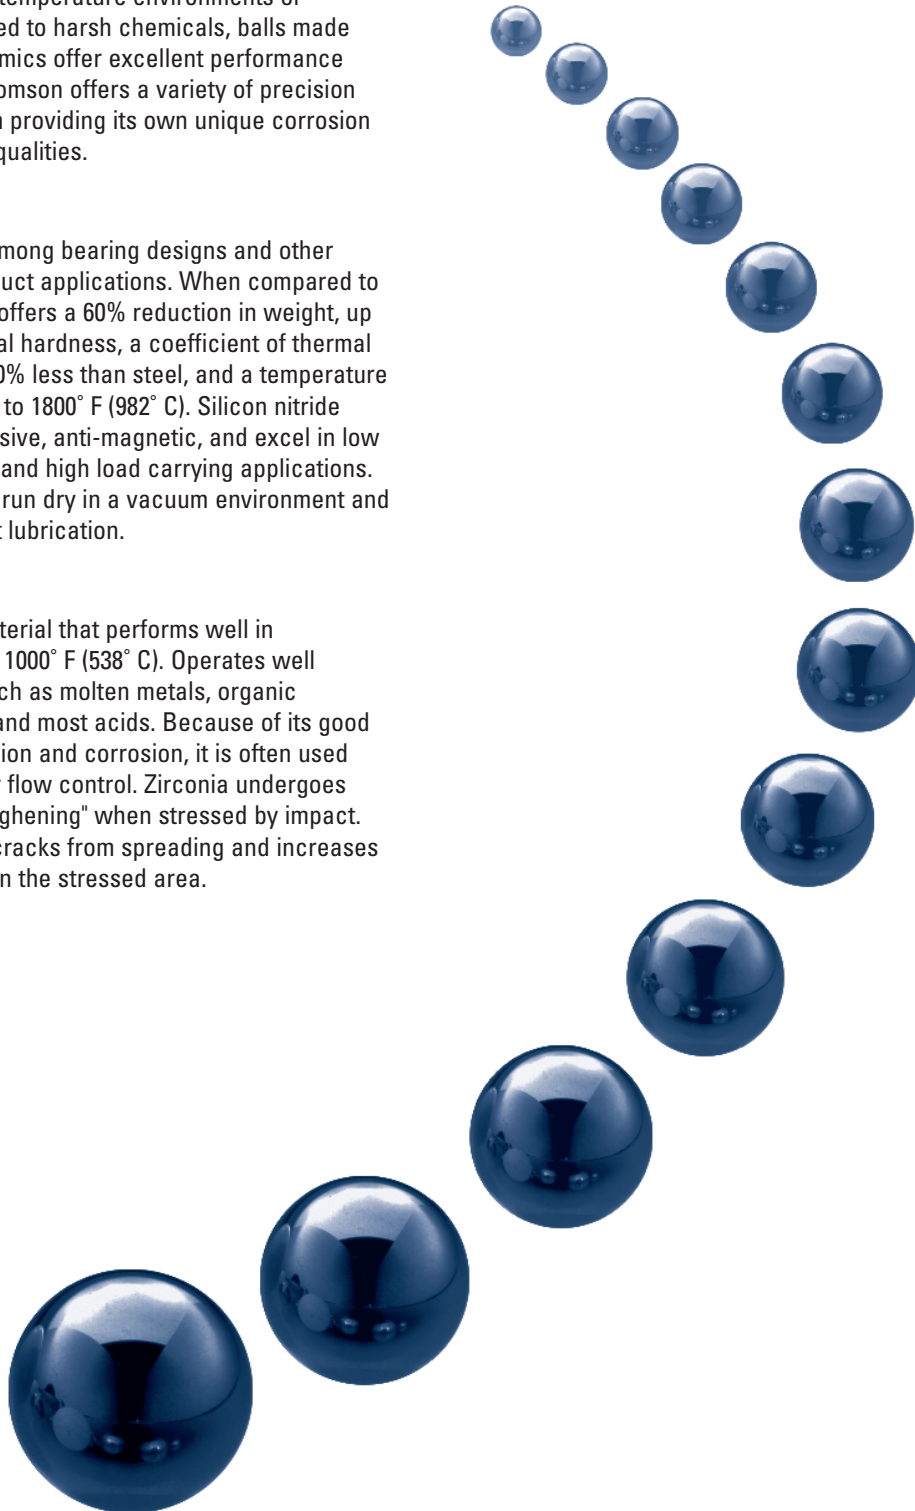 temperature environments of
ed to harsh chemicals, balls made
mics offer excellent performance
omson offers a variety of precision
providing its own unique corrosion
qualities.
mong bearing designs and other
uct applications. When compared to
offers a 60% reduction in weight, up
al hardness, a coefficient of thermal
0% less than steel, and a temperature
to 1800° F (982° C). Silicon nitride
sive, anti-magnetic, and excel in low
and high load carrying applications.
run dry in a vacuum environment and
t lubrication.
terial that performs well in
1000° F (538° C). Operates well
ch as molten metals, organic
and most acids. Because of its good
ion and corrosion, it is often used
r flow control. Zirconia undergoes
ghening" when stressed by impact.
cracks from spreading and increases
n the stressed area.